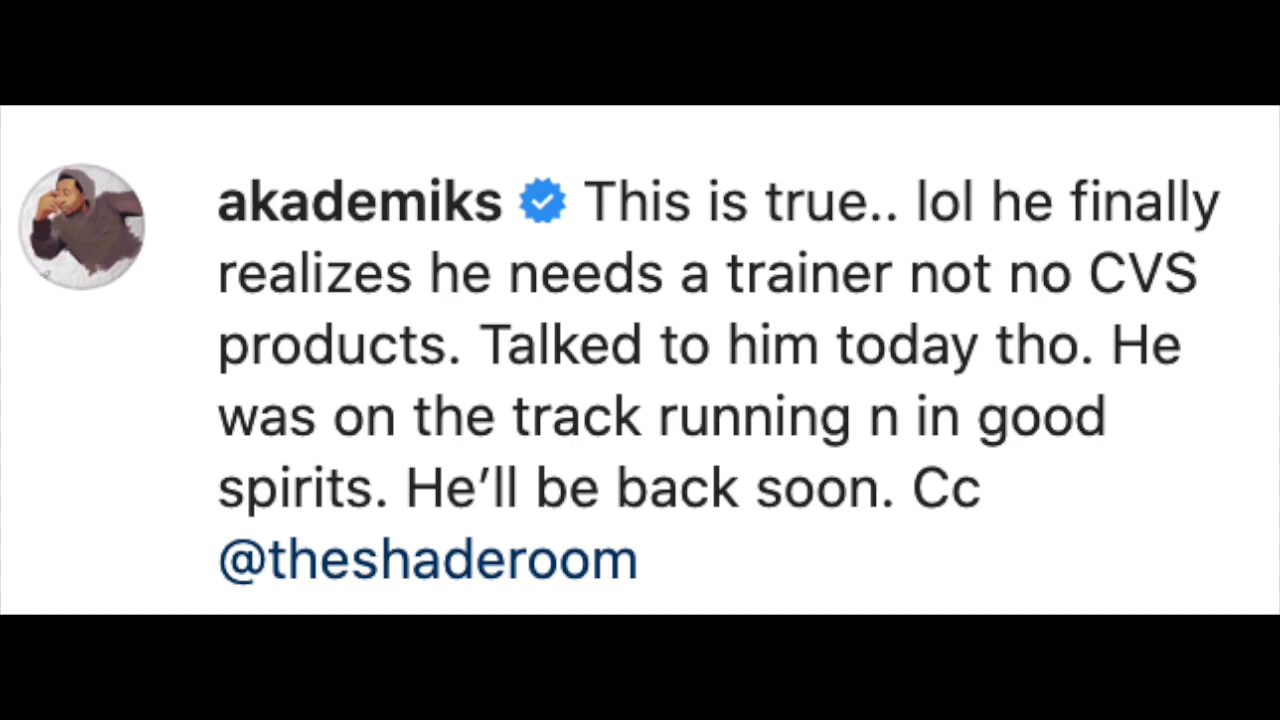 akademiks This is true.. lol he finally
realizes he needs a trainer not no CVS
products. Talked to him today tho. He
was on the track running n in good
spirits. He’ll be back soon. Cc
@theshaderoom